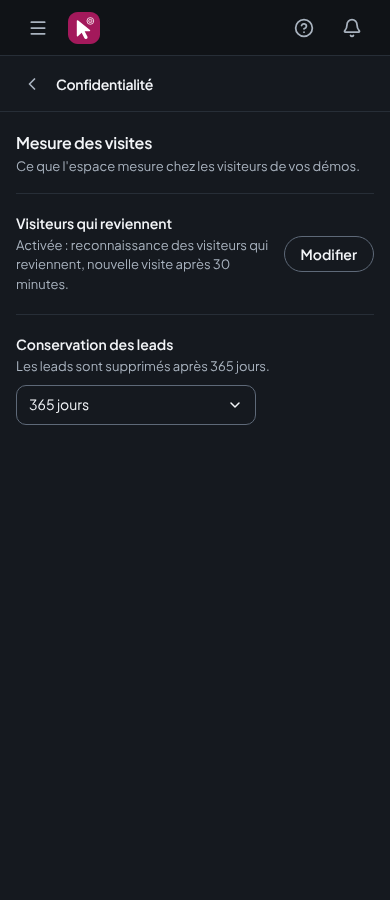 Confidentialité
Mesure des visites
Ce que l'espace mesure chez les visiteurs de vos démos.
Visiteurs qui reviennent
Activée : reconnaissance des visiteurs qui
reviennent, nouvelle visite après 30
minutes.
Modifier
Conservation des leads
Les leads sont supprimés après 365 jours.
365 jours